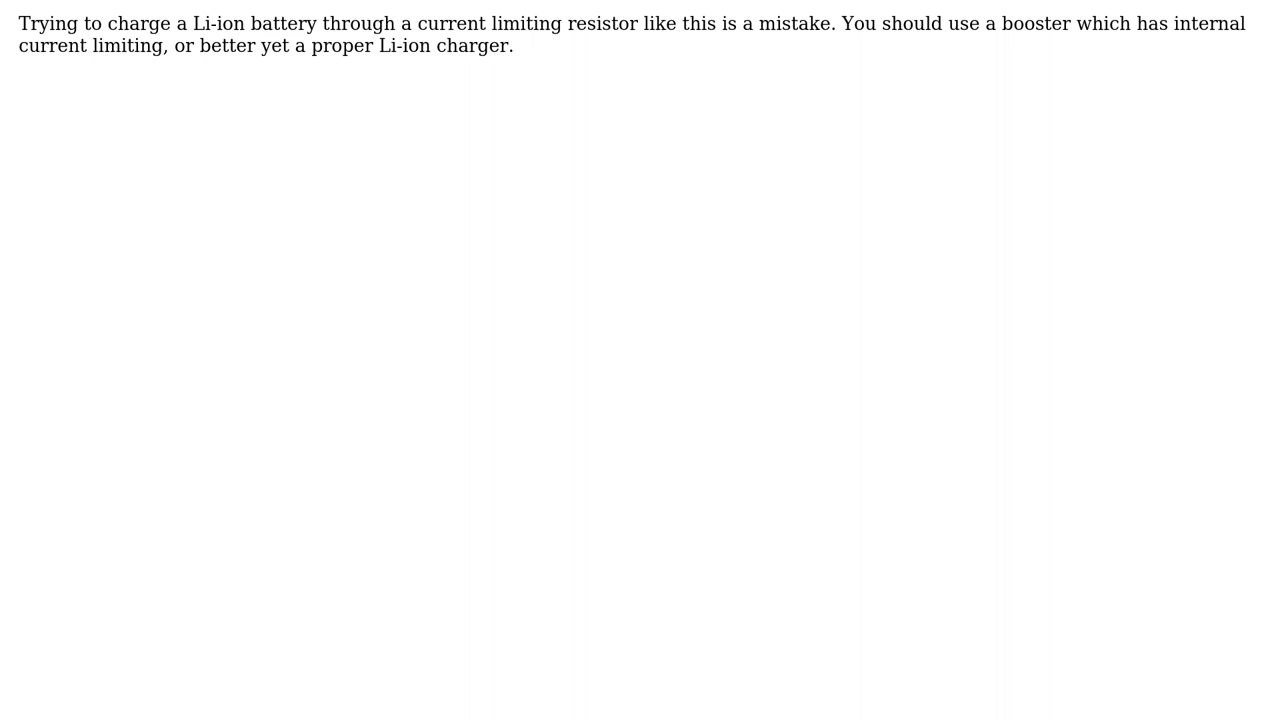 Trying to charge a Li-ion battery through a current limiting resistor like this is a mistake. You should use a booster which has internal
current limiting, or better yet a proper Li-ion charger.